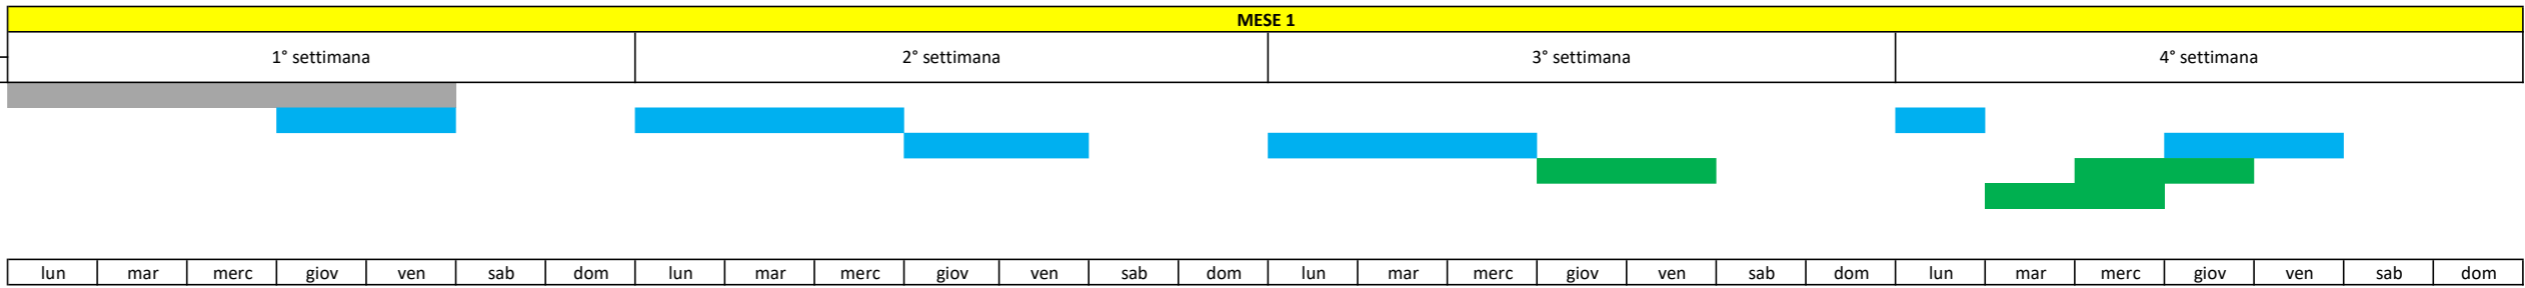 MESE 1
1° settimana 2° settimana 3° settimana 4° settimana
lun mar merc giov ven sab dom lun mar merc giov ven sab dom lun mar merc giov ven sab dom lun mar merc giov ven sab dom